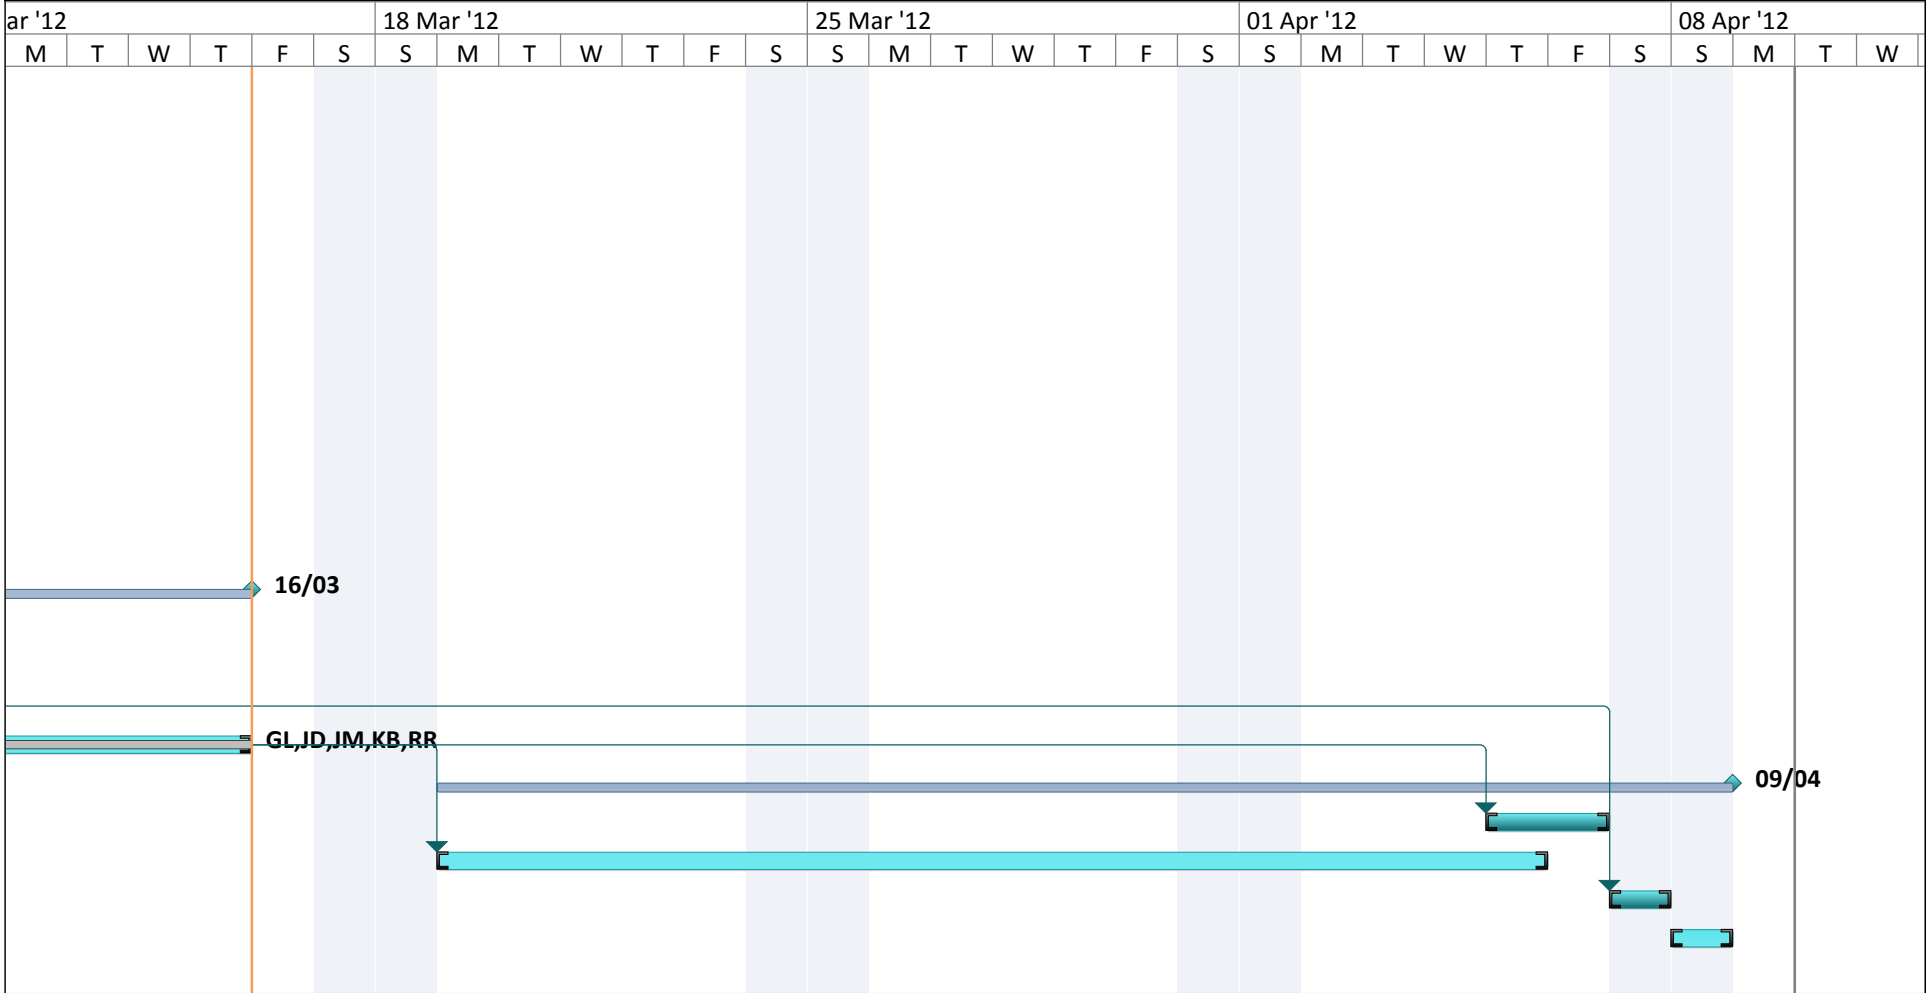 ar '12 18 Mar '12 25 Mar '12 01 Apr '12 08 Apr '12
M T W T F S S M T W T F S S M T W T F S S M T W T F S S M T W
16/03
GL,JD,JM,KB,RR
09/04